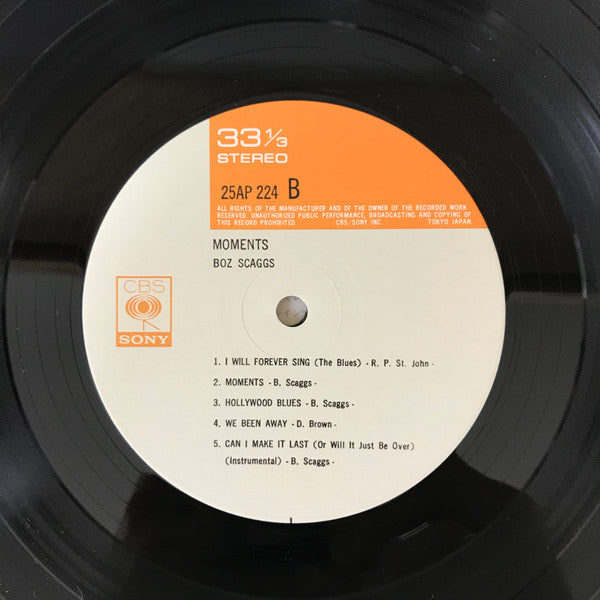 33 1/3
STEREO
25AP 224 B
ALL RIGHTS OF THE MANUFACTURER AND OF THE OWNER OF THE RECORDED WORK
RESERVED. UNAUTHORIZED PUBLIC PERFORMANCE, BROADCASTING AND COPYING OF
THIS RECORD PROHIBITED. CBS/SONY INC. TOKYO JAPAN.
MOMENTS
BOZ SCAGGS
CBS
SONY
1. I WILL FOREVER SING (The Blues) - R. P. St. John -
2. MOMENTS - B. Scaggs -
3. HOLLYWOOD BLUES - B. Scaggs -
4. WE BEEN AWAY - D. Brown -
5. CAN I MAKE IT LAST (Or Will It Just Be Over)
(Instrumental) - B. Scaggs -